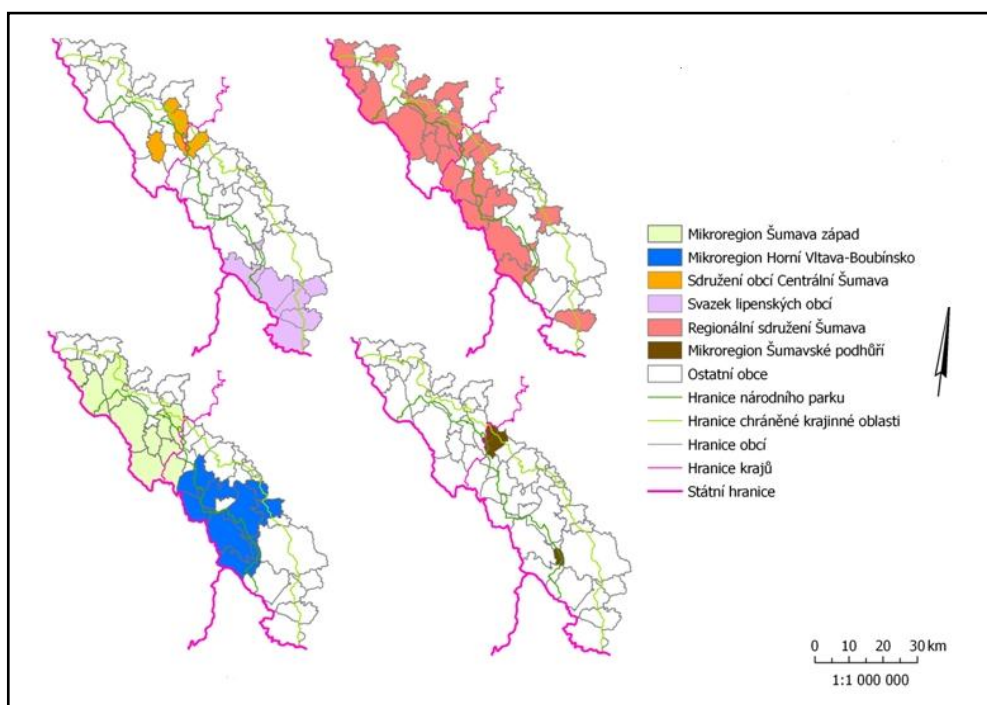 Mikroregion Šumava západ
Mikroregion Horní Vltava-Boubínsko
Sdružení obcí Centrální Šumava
Svazek lipenských obcí
Regionální sdružení Šumava
Mikroregion Šumavské podhůří
Ostatní obce
Hranice národního parku
Hranice chráněné krajinné oblasti
Hranice obcí
Hranice krajů
Státní hranice
0 10 20 30 km
1:1 000 000